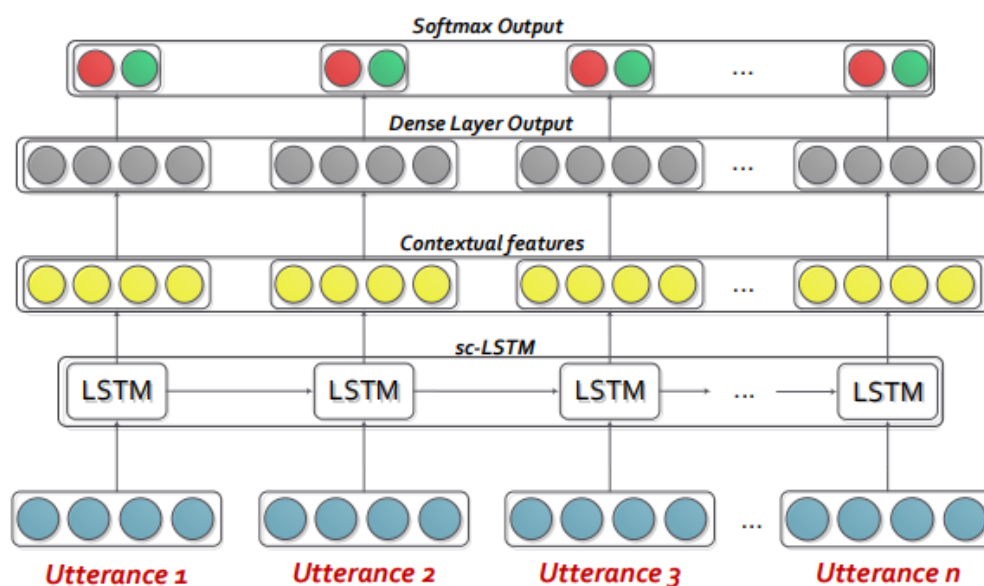 Softmax Output
...
Dense Layer Output
...
Contextual features
...
sc-LSTM
LSTM LSTM LSTM ... LSTM
...
Utterance 1 Utterance 2 Utterance 3 Utterance n